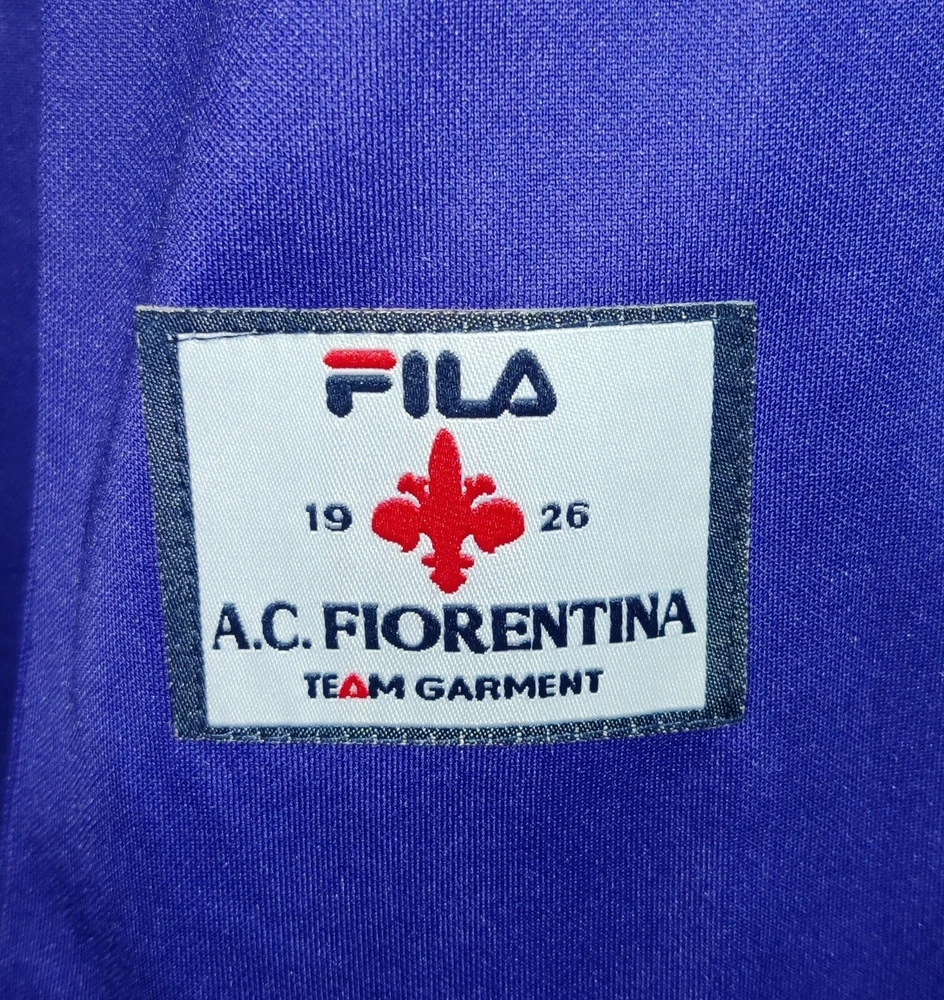 FILA
19 26
A.C. FIORENTINA
TEAM GARMENT